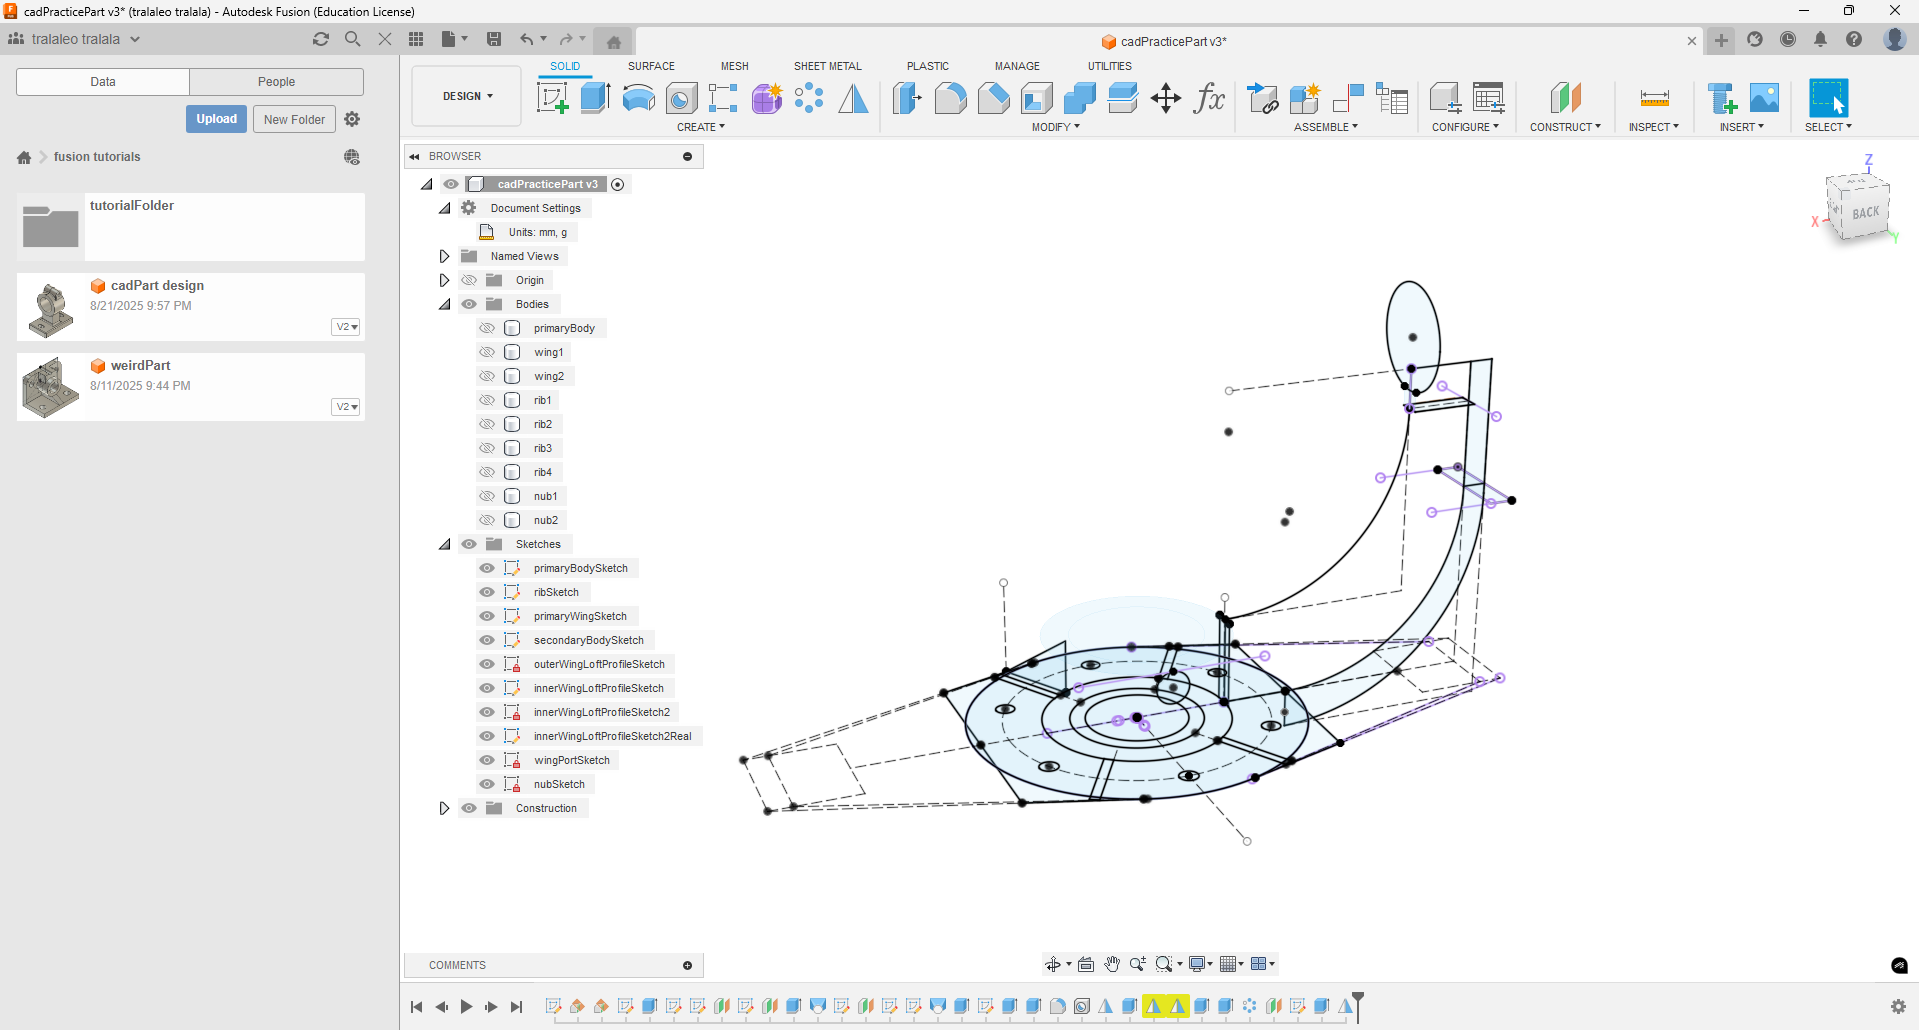 cadPracticePart v3* (tralaleo tralala) - Autodesk Fusion (Education License)
tralaleo tralala
cadPracticePart v3*
Data
People
Upload
New Folder
fusion tutorials
tutorialFolder
cadPart design
8/21/2025 9:57 PM
V2
weirdPart
8/11/2025 9:44 PM
V2
DESIGN
SOLID
SURFACE
MESH
SHEET METAL
PLASTIC
MANAGE
UTILITIES
fx
CREATE
MODIFY
ASSEMBLE
CONFIGURE
CONSTRUCT
INSPECT
INSERT
SELECT
BROWSER
cadPracticePart v3
Document Settings
Units: mm, g
Named Views
Origin
Bodies
primaryBody
wing1
wing2
rib1
rib2
rib3
rib4
nub1
nub2
Sketches
primaryBodySketch
ribSketch
primaryWingSketch
secondaryBodySketch
outerWingLoftProfileSketch
innerWingLoftProfileSketch
innerWingLoftProfileSketch2
innerWingLoftProfileSketch2Real
wingPortSketch
nubSketch
Construction
Z
BACK
X
Y
COMMENTS